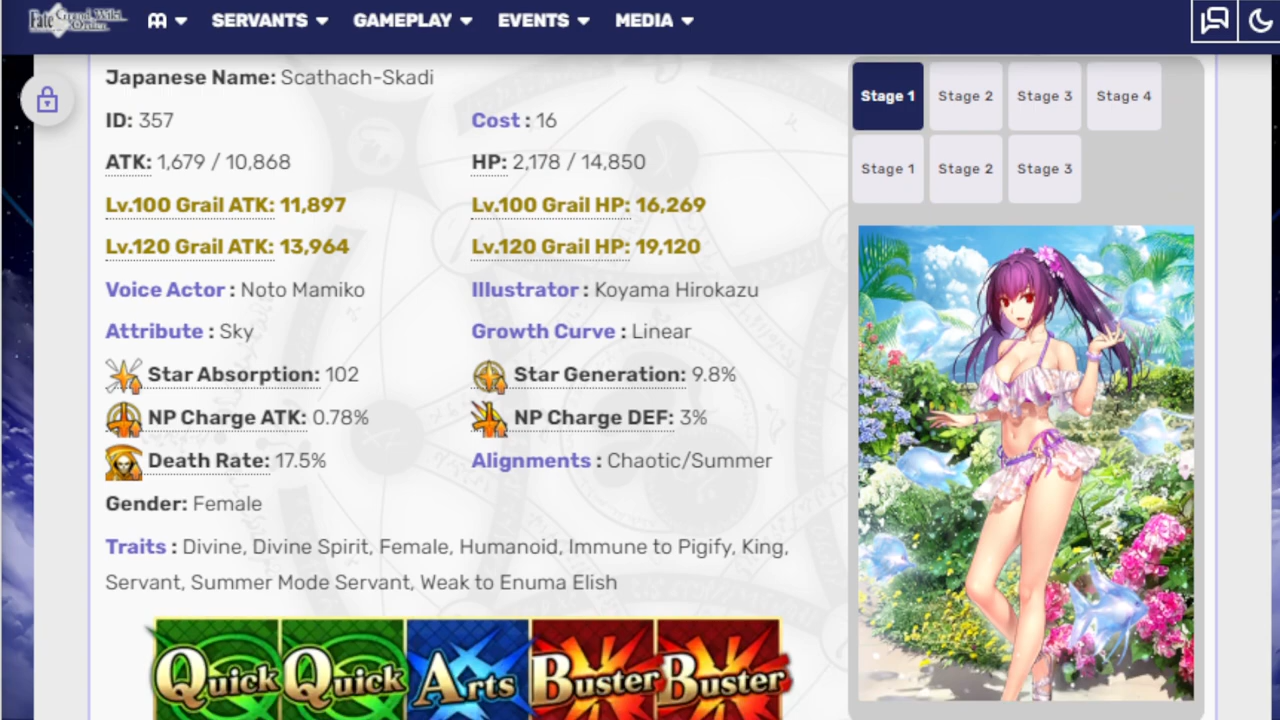 Fate Grand Order Wiki
SERVANTS GAMEPLAY EVENTS MEDIA
Japanese Name: Scathach-Skadi
ID: 357 Cost : 16
ATK: 1,679 / 10,868 HP: 2,178 / 14,850
Lv.100 Grail ATK: 11,897 Lv.100 Grail HP: 16,269
Lv.120 Grail ATK: 13,964 Lv.120 Grail HP: 19,120
Voice Actor : Noto Mamiko Illustrator : Koyama Hirokazu
Attribute : Sky Growth Curve : Linear
Star Absorption: 102 Star Generation: 9.8%
NP Charge ATK: 0.78% NP Charge DEF: 3%
Death Rate: 17.5% Alignments : Chaotic/Summer
Gender: Female
Traits : Divine, Divine Spirit, Female, Humanoid, Immune to Pigify, King,
Servant, Summer Mode Servant, Weak to Enuma Elish
Quick Quick Arts Buster Buster
Stage 1 Stage 2 Stage 3 Stage 4
Stage 1 Stage 2 Stage 3